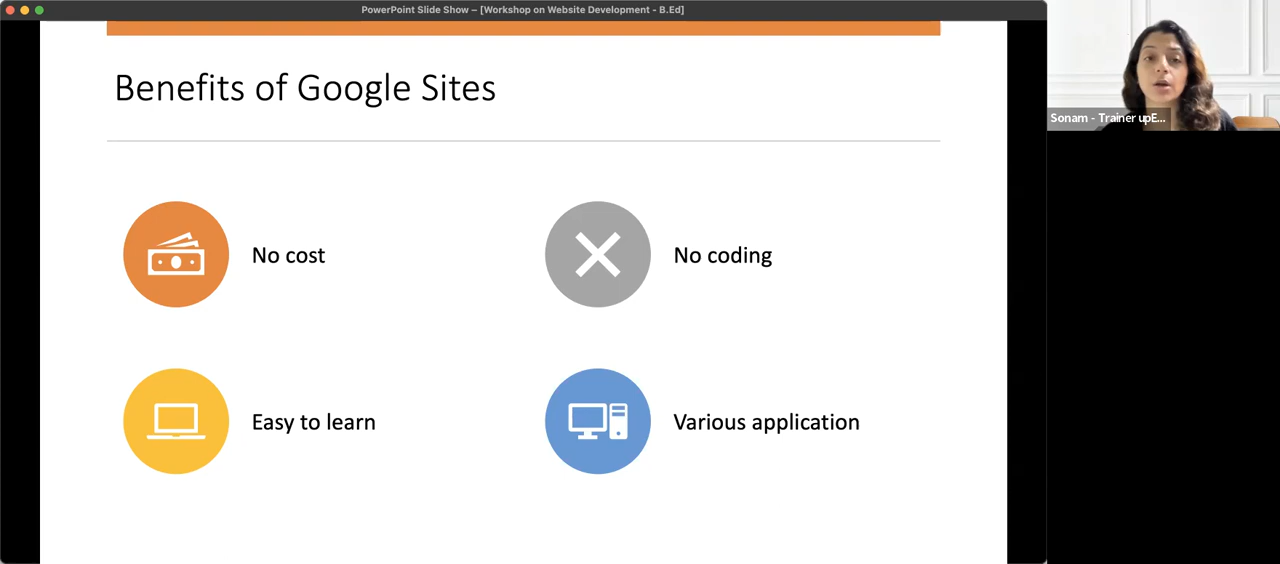 PowerPoint Slide Show – [Workshop on Website Development - B.Ed]
Benefits of Google Sites
No cost
No coding
Easy to learn
Various application
Sonam - Trainer upE...